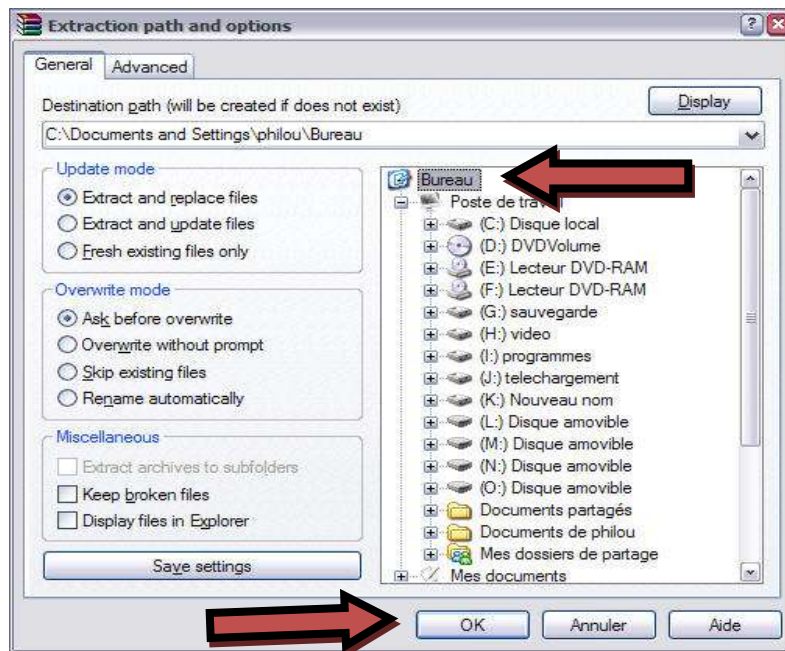 Extraction path and options
General
Advanced
Destination path (will be created if does not exist)
Display
C:\Documents and Settings\philou\Bureau
Update mode
Extract and replace files
Extract and update files
Fresh existing files only
Overwrite mode
Ask before overwrite
Overwrite without prompt
Skip existing files
Rename automatically
Miscellaneous
Extract archives to subfolders
Keep broken files
Display files in Explorer
Save settings
Bureau
Poste de travail
(C:) Disque local
(D:) DVDVolume
(E:) Lecteur DVD-RAM
(F:) Lecteur DVD-RAM
(G:) sauvegarde
(H:) video
(I:) programmes
(J:) telechargement
(K:) Nouveau nom
(L:) Disque amovible
(M:) Disque amovible
(N:) Disque amovible
(O:) Disque amovible
Documents partagés
Documents de philou
Mes dossiers de partage
Mes documents
OK
Annuler
Aide